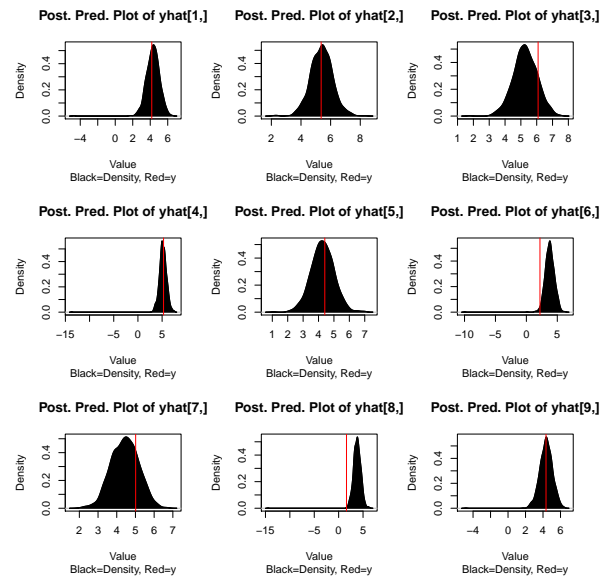 Post. Pred. Plot of yhat[1,]
Density
0.0 0.2 0.4
−4 0 2 4 6
Value
Black=Density, Red=y
Post. Pred. Plot of yhat[2,]
Density
0.0 0.2 0.4
2 4 6 8
Value
Black=Density, Red=y
Post. Pred. Plot of yhat[3,]
Density
0.0 0.2 0.4
1 2 3 4 5 6 7 8
Value
Black=Density, Red=y
Post. Pred. Plot of yhat[4,]
Density
0.0 0.2 0.4
−15 −5 0 5
Value
Black=Density, Red=y
Post. Pred. Plot of yhat[5,]
Density
0.0 0.2 0.4
1 2 3 4 5 6 7
Value
Black=Density, Red=y
Post. Pred. Plot of yhat[6,]
Density
0.0 0.2 0.4
−10 −5 0 5
Value
Black=Density, Red=y
Post. Pred. Plot of yhat[7,]
Density
0.0 0.2 0.4
2 3 4 5 6 7
Value
Black=Density, Red=y
Post. Pred. Plot of yhat[8,]
Density
0.0 0.2 0.4
−15 −5 0 5
Value
Black=Density, Red=y
Post. Pred. Plot of yhat[9,]
Density
0.0 0.2 0.4
−4 0 2 4 6
Value
Black=Density, Red=y